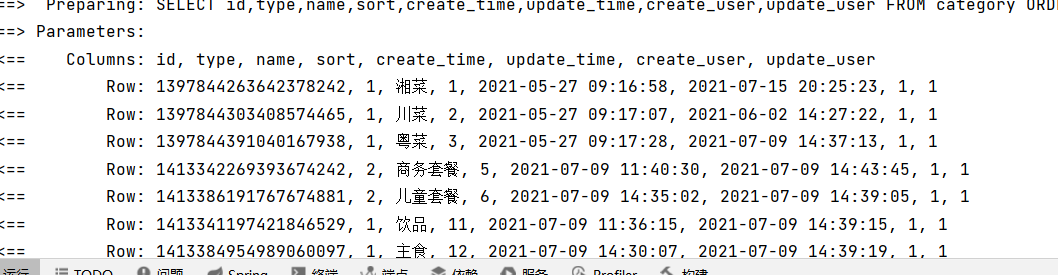 ==>  Preparing: SELECT id,type,name,sort,create_time,update_time,create_user,update_user FROM category ORD
==> Parameters:
<==    Columns: id, type, name, sort, create_time, update_time, create_user, update_user
<==        Row: 1397844263642378242, 1, 湘菜, 1, 2021-05-27 09:16:58, 2021-07-15 20:25:23, 1, 1
<==        Row: 1397844303408574465, 1, 川菜, 2, 2021-05-27 09:17:07, 2021-06-02 14:27:22, 1, 1
<==        Row: 1397844391040167938, 1, 粤菜, 3, 2021-05-27 09:17:28, 2021-07-09 14:37:13, 1, 1
<==        Row: 1413342269393674242, 2, 商务套餐, 5, 2021-07-09 11:40:30, 2021-07-09 14:43:45, 1, 1
<==        Row: 1413386191767674881, 2, 儿童套餐, 6, 2021-07-09 14:35:02, 2021-07-09 14:39:05, 1, 1
<==        Row: 1413341197421846529, 1, 饮品, 11, 2021-07-09 11:36:15, 2021-07-09 14:39:15, 1, 1
<==        Row: 1413384954989060097, 1, 主食, 12, 2021-07-09 14:30:07, 2021-07-09 14:39:19, 1, 1
运行 TODO 问题 Spring 终端 端点 依赖 服务 Profiler 构建